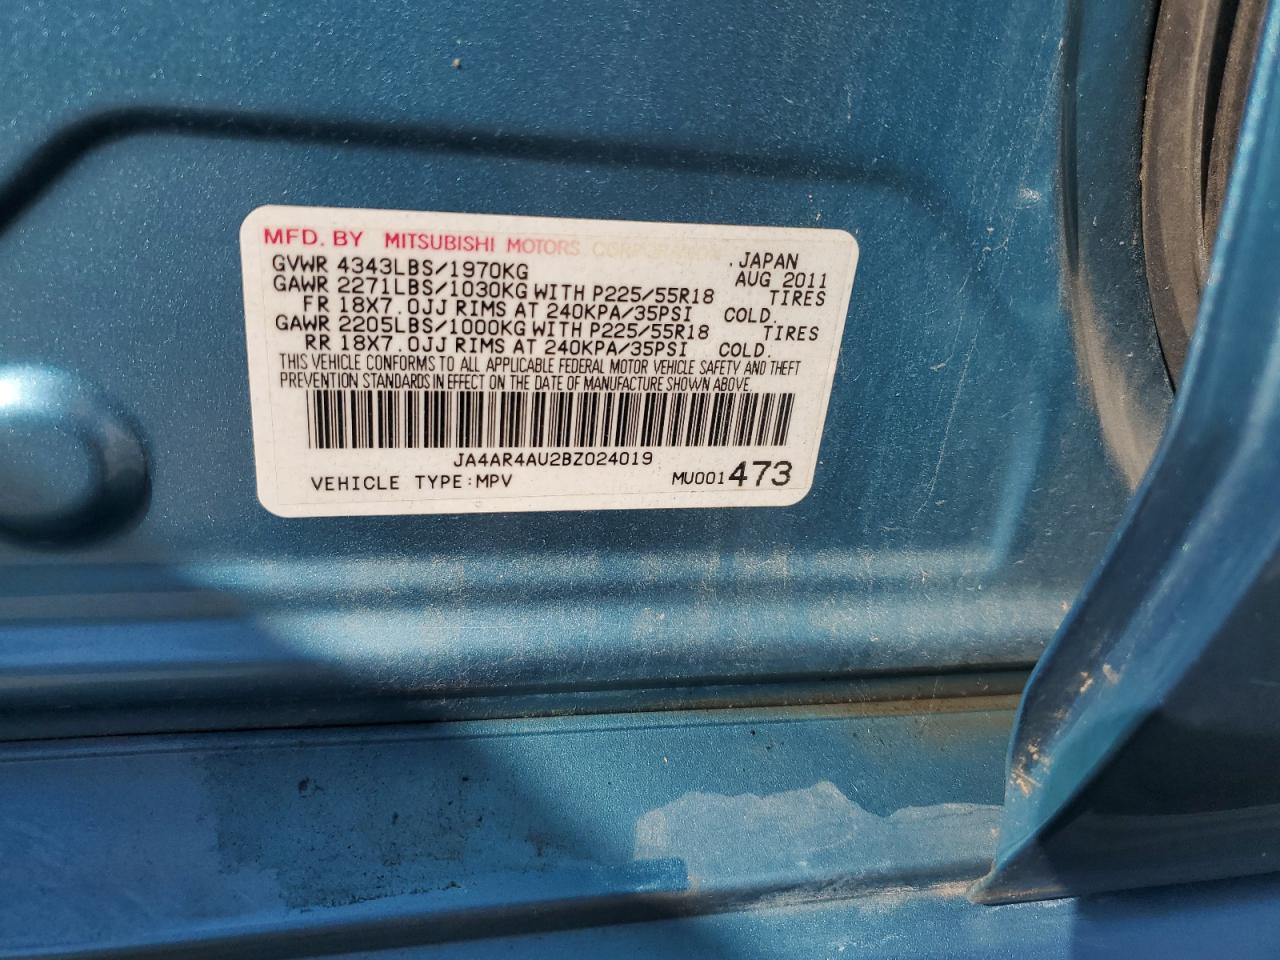 MFD. BY MITSUBISHI MOTORS CORPORATION . JAPAN
GVWR 4343LBS/1970KG AUG 2011
GAWR 2271LBS/1030KG WITH P225/55R18 TIRES
FR 18X7.0JJ RIMS AT 240KPA/35PSI COLD.
GAWR 2205LBS/1000KG WITH P225/55R18 TIRES
RR 18X7.0JJ RIMS AT 240KPA/35PSI COLD.
THIS VEHICLE CONFORMS TO ALL APPLICABLE FEDERAL MOTOR VEHICLE SAFETY AND THEFT
PREVENTION STANDARDS IN EFFECT ON THE DATE OF MANUFACTURE SHOWN ABOVE.
JA4AR4AU2BZ024019
VEHICLE TYPE:MPV MU001473